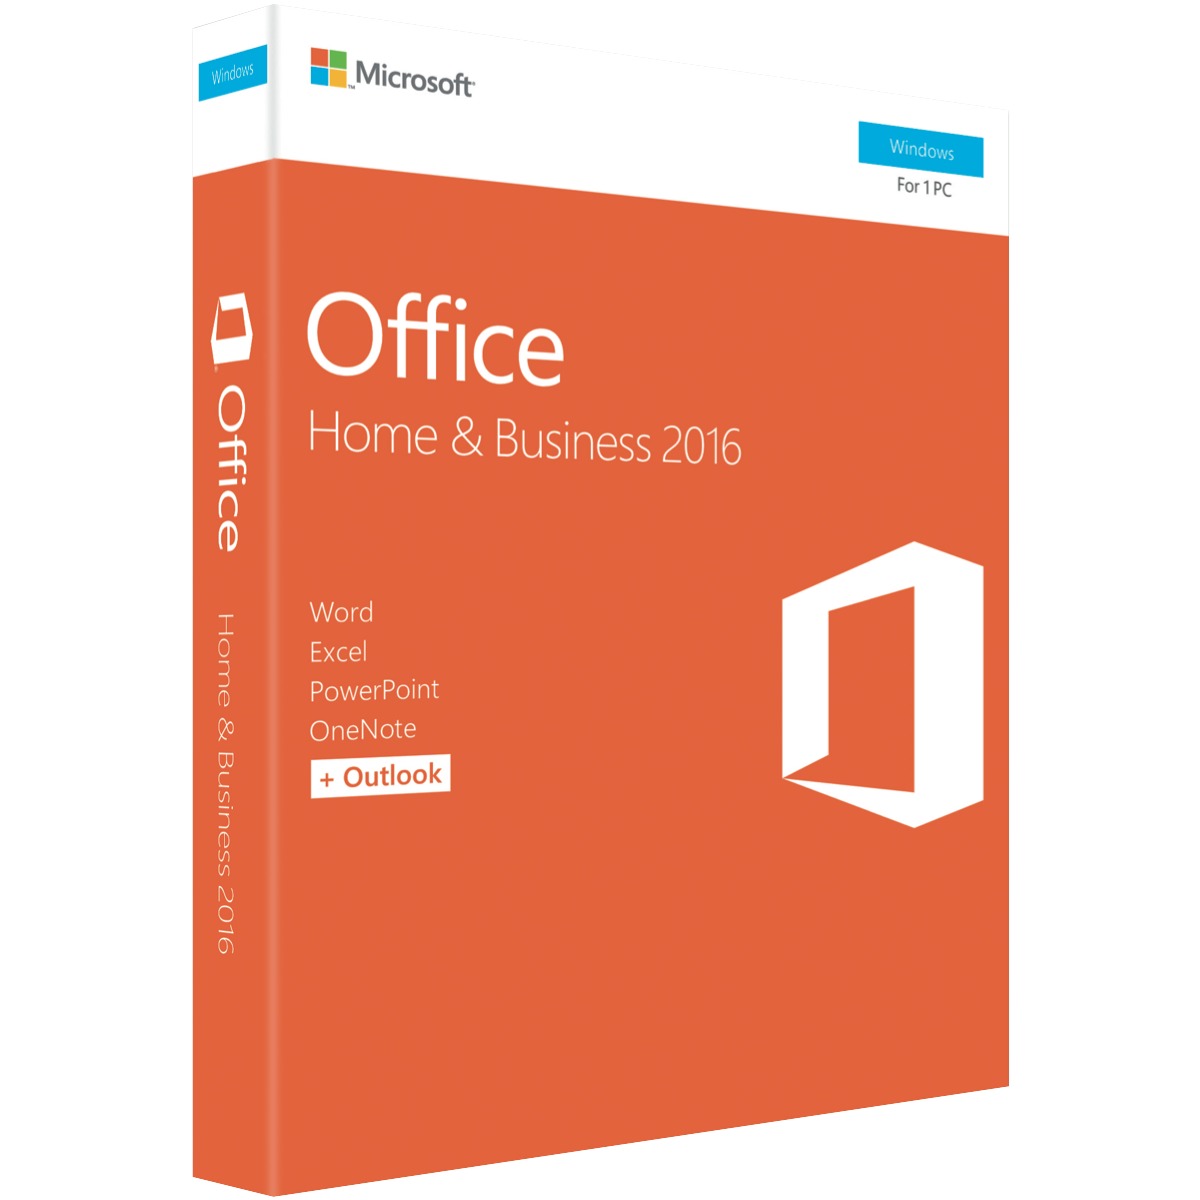 Windows
Office
Home & Business 2016
Microsoft
Windows
For 1 PC
Office
Home & Business 2016
Word
Excel
PowerPoint
OneNote
+ Outlook